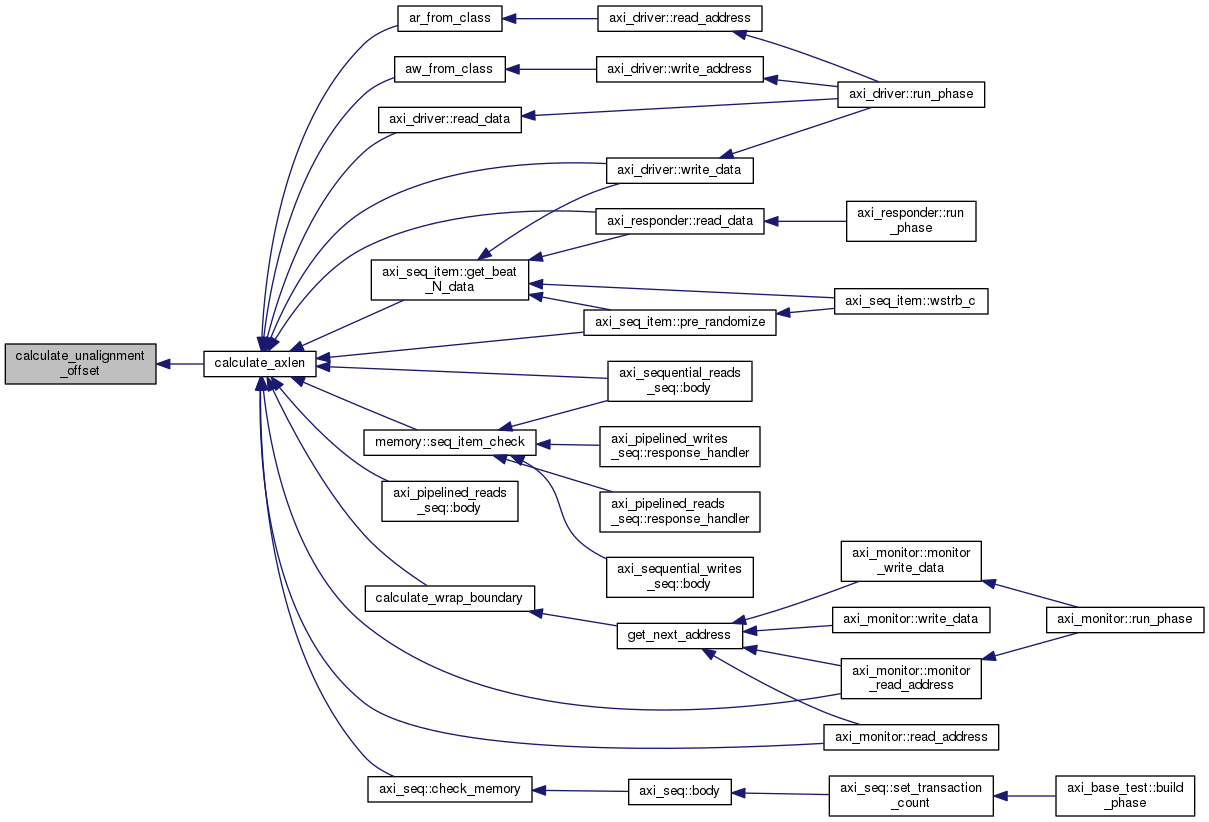 ar_from_class
axi_driver::read_address
aw_from_class
axi_driver::write_address
axi_driver::run_phase
axi_driver::read_data
axi_driver::write_data
axi_responder::read_data
axi_responder::run
_phase
axi_seq_item::get_beat
_N_data
axi_seq_item::wstrb_c
axi_seq_item::pre_randomize
calculate_unalignment
_offset
calculate_axlen
axi_sequential_reads
_seq::body
memory::seq_item_check
axi_pipelined_writes
_seq::response_handler
axi_pipelined_reads
_seq::body
axi_pipelined_reads
_seq::response_handler
axi_sequential_writes
_seq::body
axi_monitor::monitor
_write_data
calculate_wrap_boundary
get_next_address
axi_monitor::write_data
axi_monitor::run_phase
axi_monitor::monitor
_read_address
axi_monitor::read_address
axi_seq::check_memory
axi_seq::body
axi_seq::set_transaction
_count
axi_base_test::build
_phase